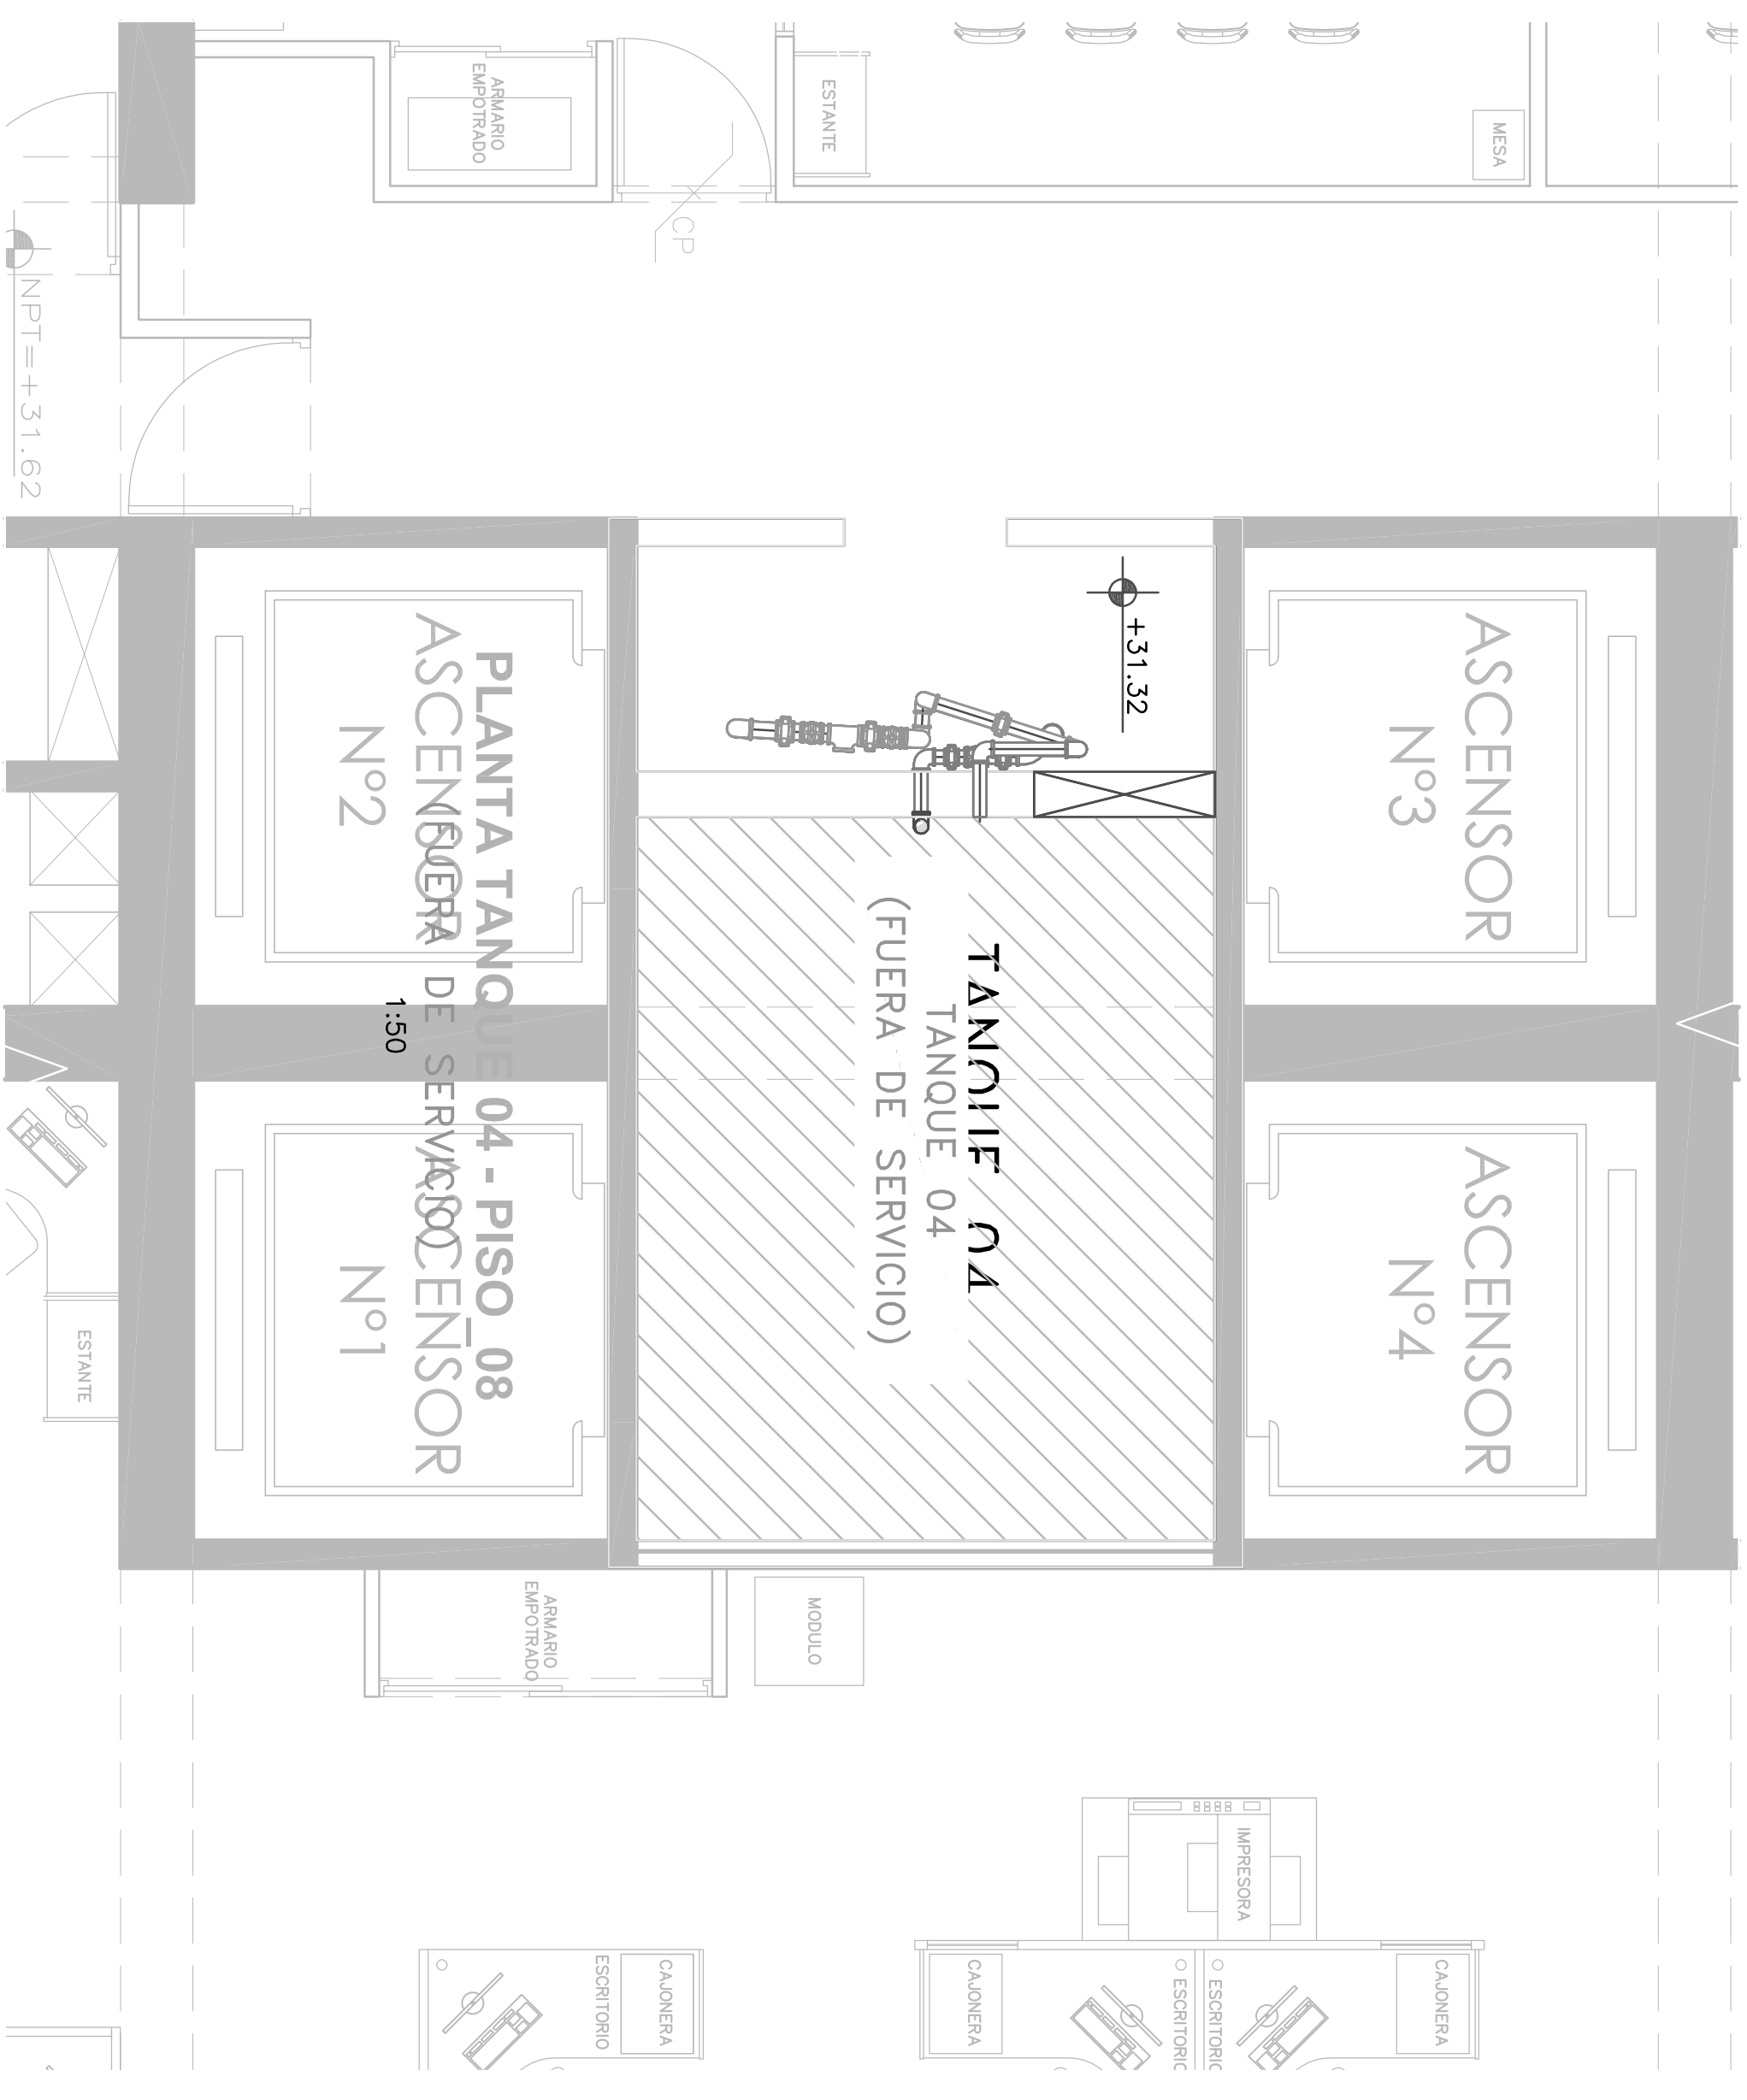 ARMARIO
EMPOTRADO
ESTANTE
MESA
CP
NPT=+31.62
+31.32
ASCENSOR
N°2
ASCENSOR
N°3
PLANTA TANQUE 04 - PISO_08
(FUERA DE SERVICIO)
1:50
TANQUE 04
TANQUE 04
(FUERA DE SERVICIO)
ASCENSOR
N°1
ASCENSOR
N°4
ESTANTE
ARMARIO
EMPOTRADO
MODULO
IMPRESORA
ESCRITORIO
CAJONERA
CAJONERA
ESCRITORIO
ESCRITORIO
CAJONERA